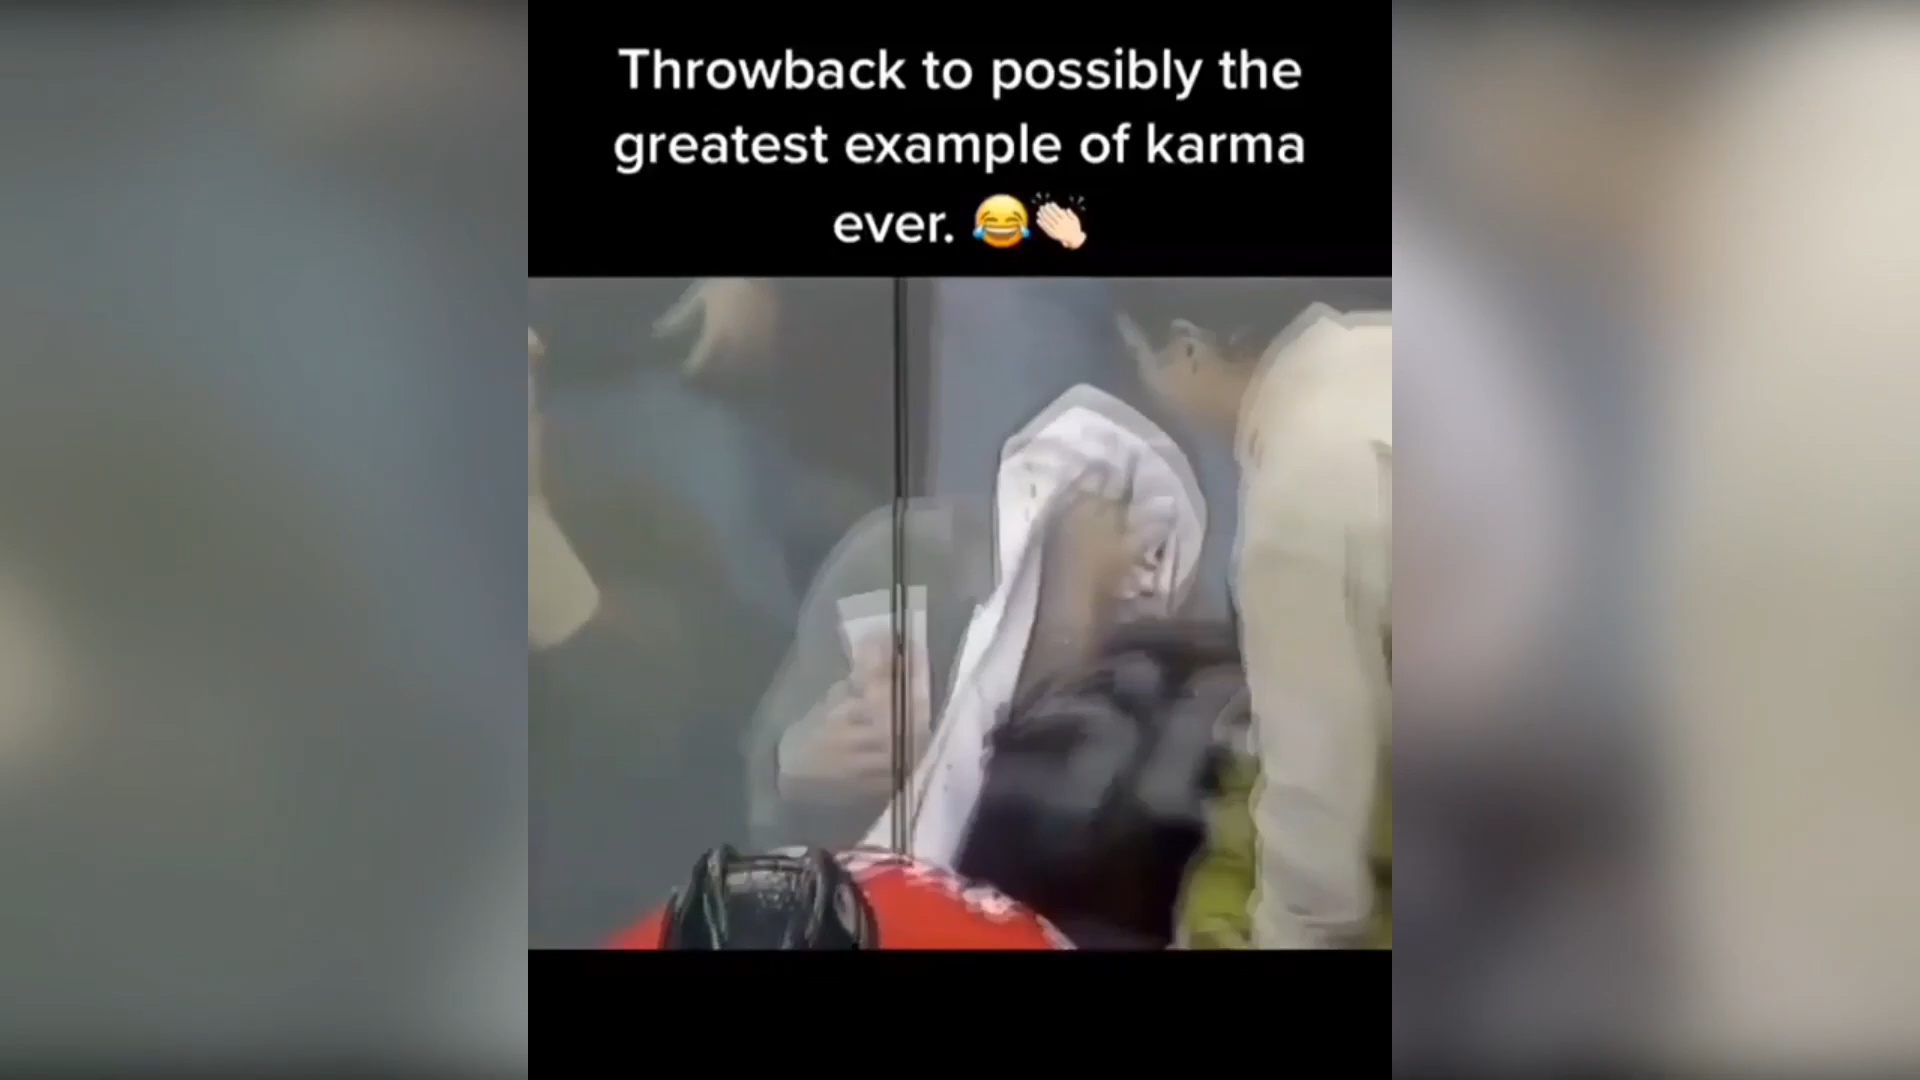 Throwback to possibly the
greatest example of karma
ever. 😂👏🏻